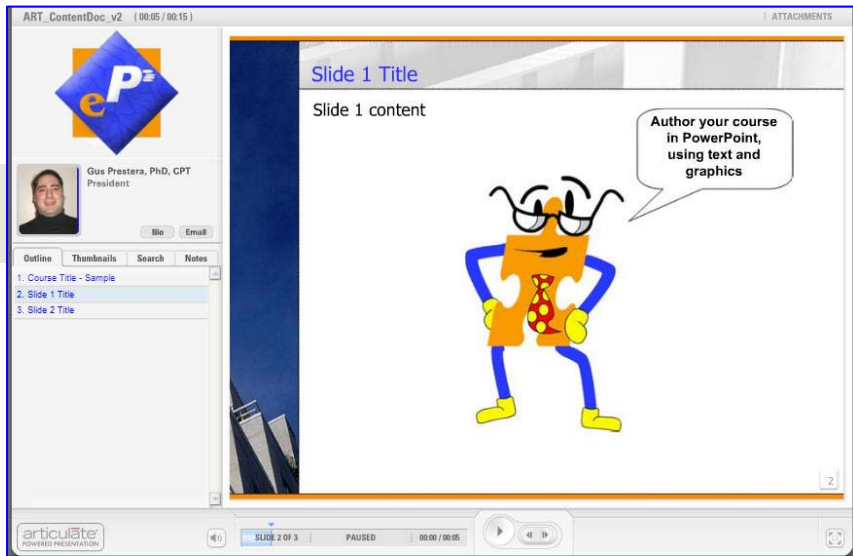 ART_ContentDoc_v2 ( 00:05 / 00:15 )
ATTACHMENTS
eP
Gus Prestera, PhD, CPT
President
Bio Email
Outline Thumbnails Search Notes
1. Course Title - Sample
2. Slide 1 Title
3. Slide 2 Title
Slide 1 Title
Slide 1 content
Author your course
in PowerPoint,
using text and
graphics
2
articulate
POWERED PRESENTATION
SLIDE 2 OF 3 PAUSED 00:00 / 00:05